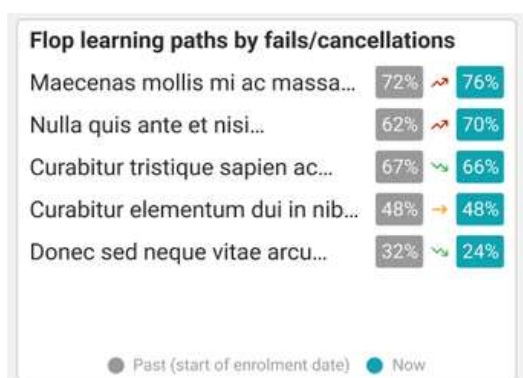 Flop learning paths by fails/cancellations
Maecenas mollis mi ac massa... 72% 76%
Nulla quis ante et nisi... 62% 70%
Curabitur tristique sapien ac... 67% 66%
Curabitur elementum dui in nib... 48% 48%
Donec sed neque vitae arcu... 32% 24%
Past (start of enrolment date) Now